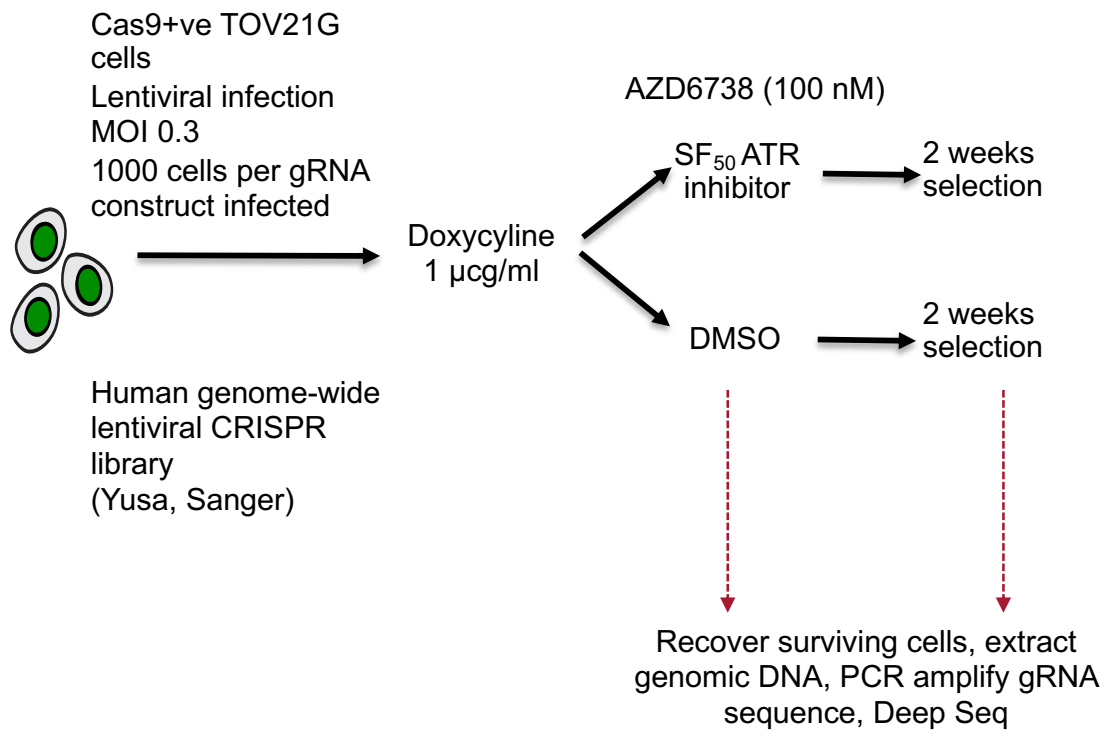 Cas9+ve TOV21G
cells
Lentiviral infection
MOI 0.3
1000 cells per gRNA
construct infected
Human genome-wide
lentiviral CRISPR
library
(Yusa, Sanger)
Doxycyline
1 µcg/ml
AZD6738 (100 nM)
SF50 ATR
inhibitor
2 weeks
selection
DMSO
2 weeks
selection
Recover surviving cells, extract
genomic DNA, PCR amplify gRNA
sequence, Deep Seq